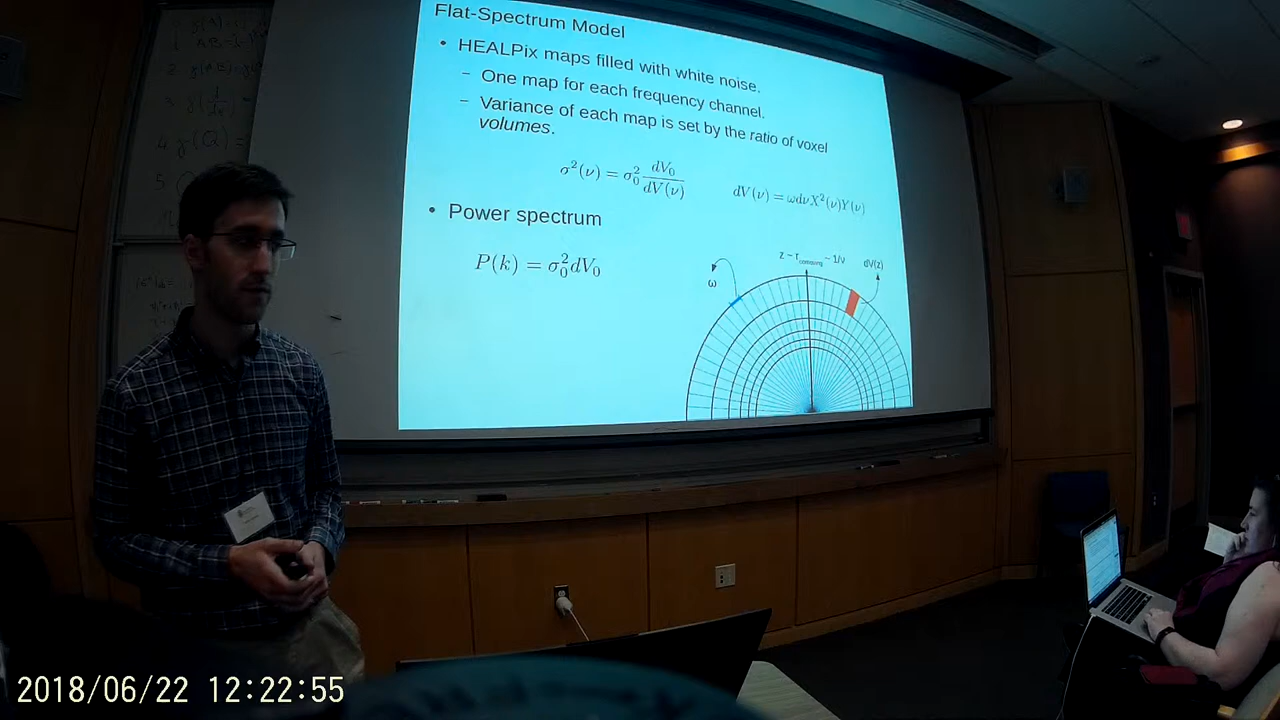 Flat-Spectrum Model
• HEALPix maps filled with white noise.
– One map for each frequency channel.
– Variance of each map is set by the ratio of voxel
volumes.
σ²(ν) = σ₀² dV₀/dV(ν)
dV(ν) = ωdνX²(ν)Y(ν)
• Power spectrum
P(k) = σ₀²dV₀
z ~ r_comoving ~ 1/ν
dV(z)
ω
2018/06/22 12:22:55